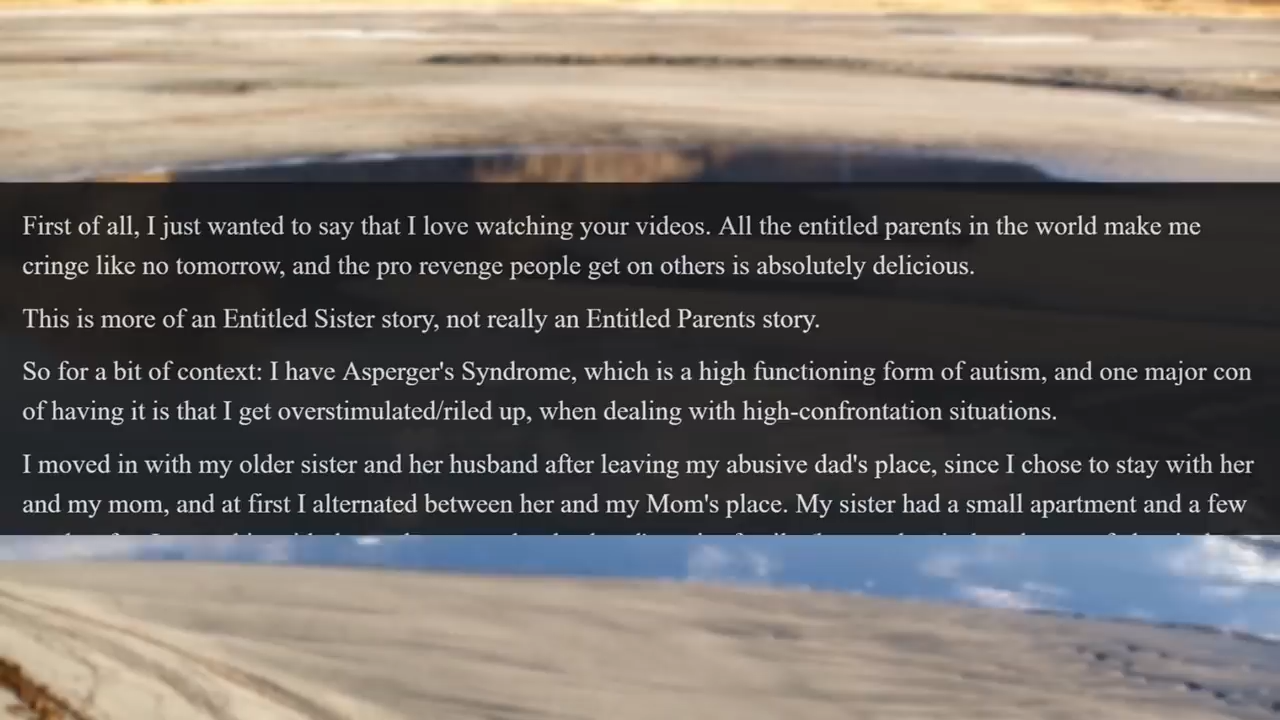 First of all, I just wanted to say that I love watching your videos. All the entitled parents in the world make me
cringe like no tomorrow, and the pro revenge people get on others is absolutely delicious.
This is more of an Entitled Sister story, not really an Entitled Parents story.
So for a bit of context: I have Asperger's Syndrome, which is a high functioning form of autism, and one major con
of having it is that I get overstimulated/riled up, when dealing with high-confrontation situations.
I moved in with my older sister and her husband after leaving my abusive dad's place, since I chose to stay with her
and my mom, and at first I alternated between her and my Mom's place. My sister had a small apartment and a few